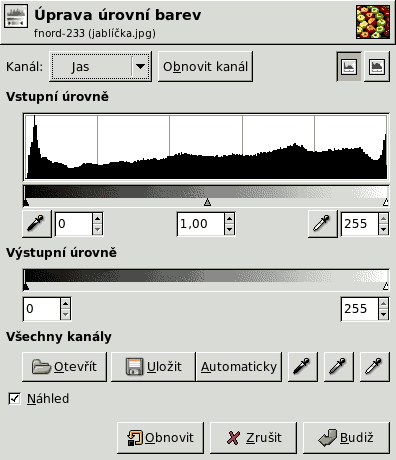 Úprava úrovní barev
fnord-233 (jablíčka.jpg)
Kanál: Jas Obnovit kanál
Vstupní úrovně
0 1,00 255
Výstupní úrovně
0 255
Všechny kanály
Otevřít Uložit Automaticky
Náhled
Obnovit Zrušit Budiž